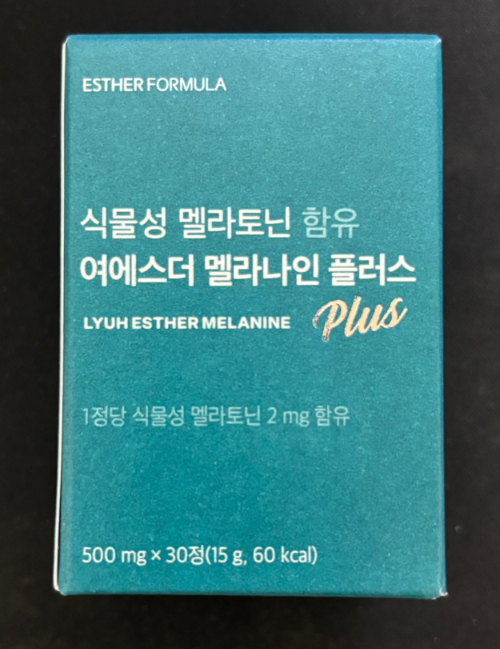 ESTHER FORMULA
식물성 멜라토닌 함유
여에스더 멜라나인 플러스
LYUH ESTHER MELANINE Plus
1정당 식물성 멜라토닌 2 mg 함유
500 mg × 30정(15 g, 60 kcal)